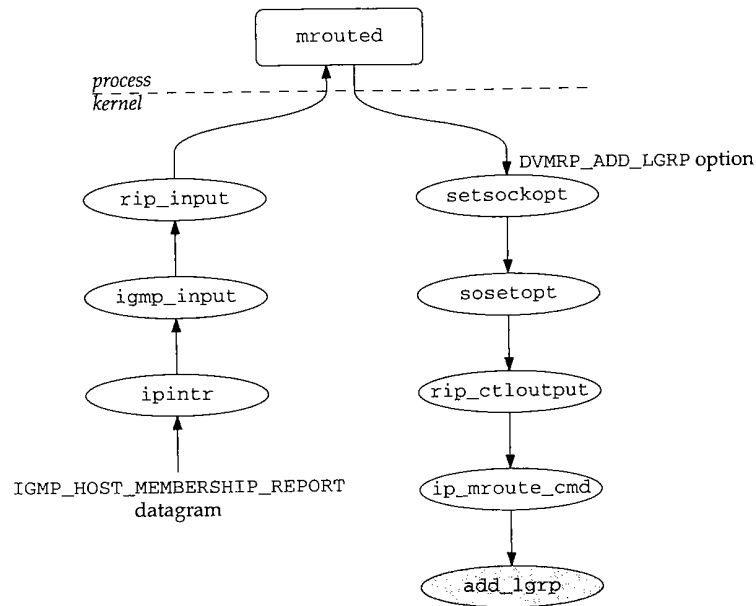 mrouted
process
kernel
DVMRP_ADD_LGRP option
rip_input
setsockopt
igmp_input
sosetopt
ipintr
rip_ctloutput
IGMP_HOST_MEMBERSHIP_REPORT
datagram
ip_mroute_cmd
add_lgrp